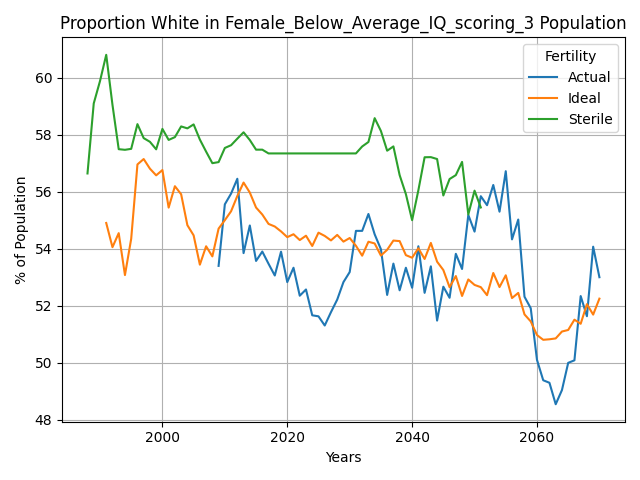 Proportion White in Female_Below_Average_IQ_scoring_3 Population
Fertility
Actual
Ideal
Sterile
% of Population
60
58
56
54
52
50
48
2000
2020
2040
2060
Years